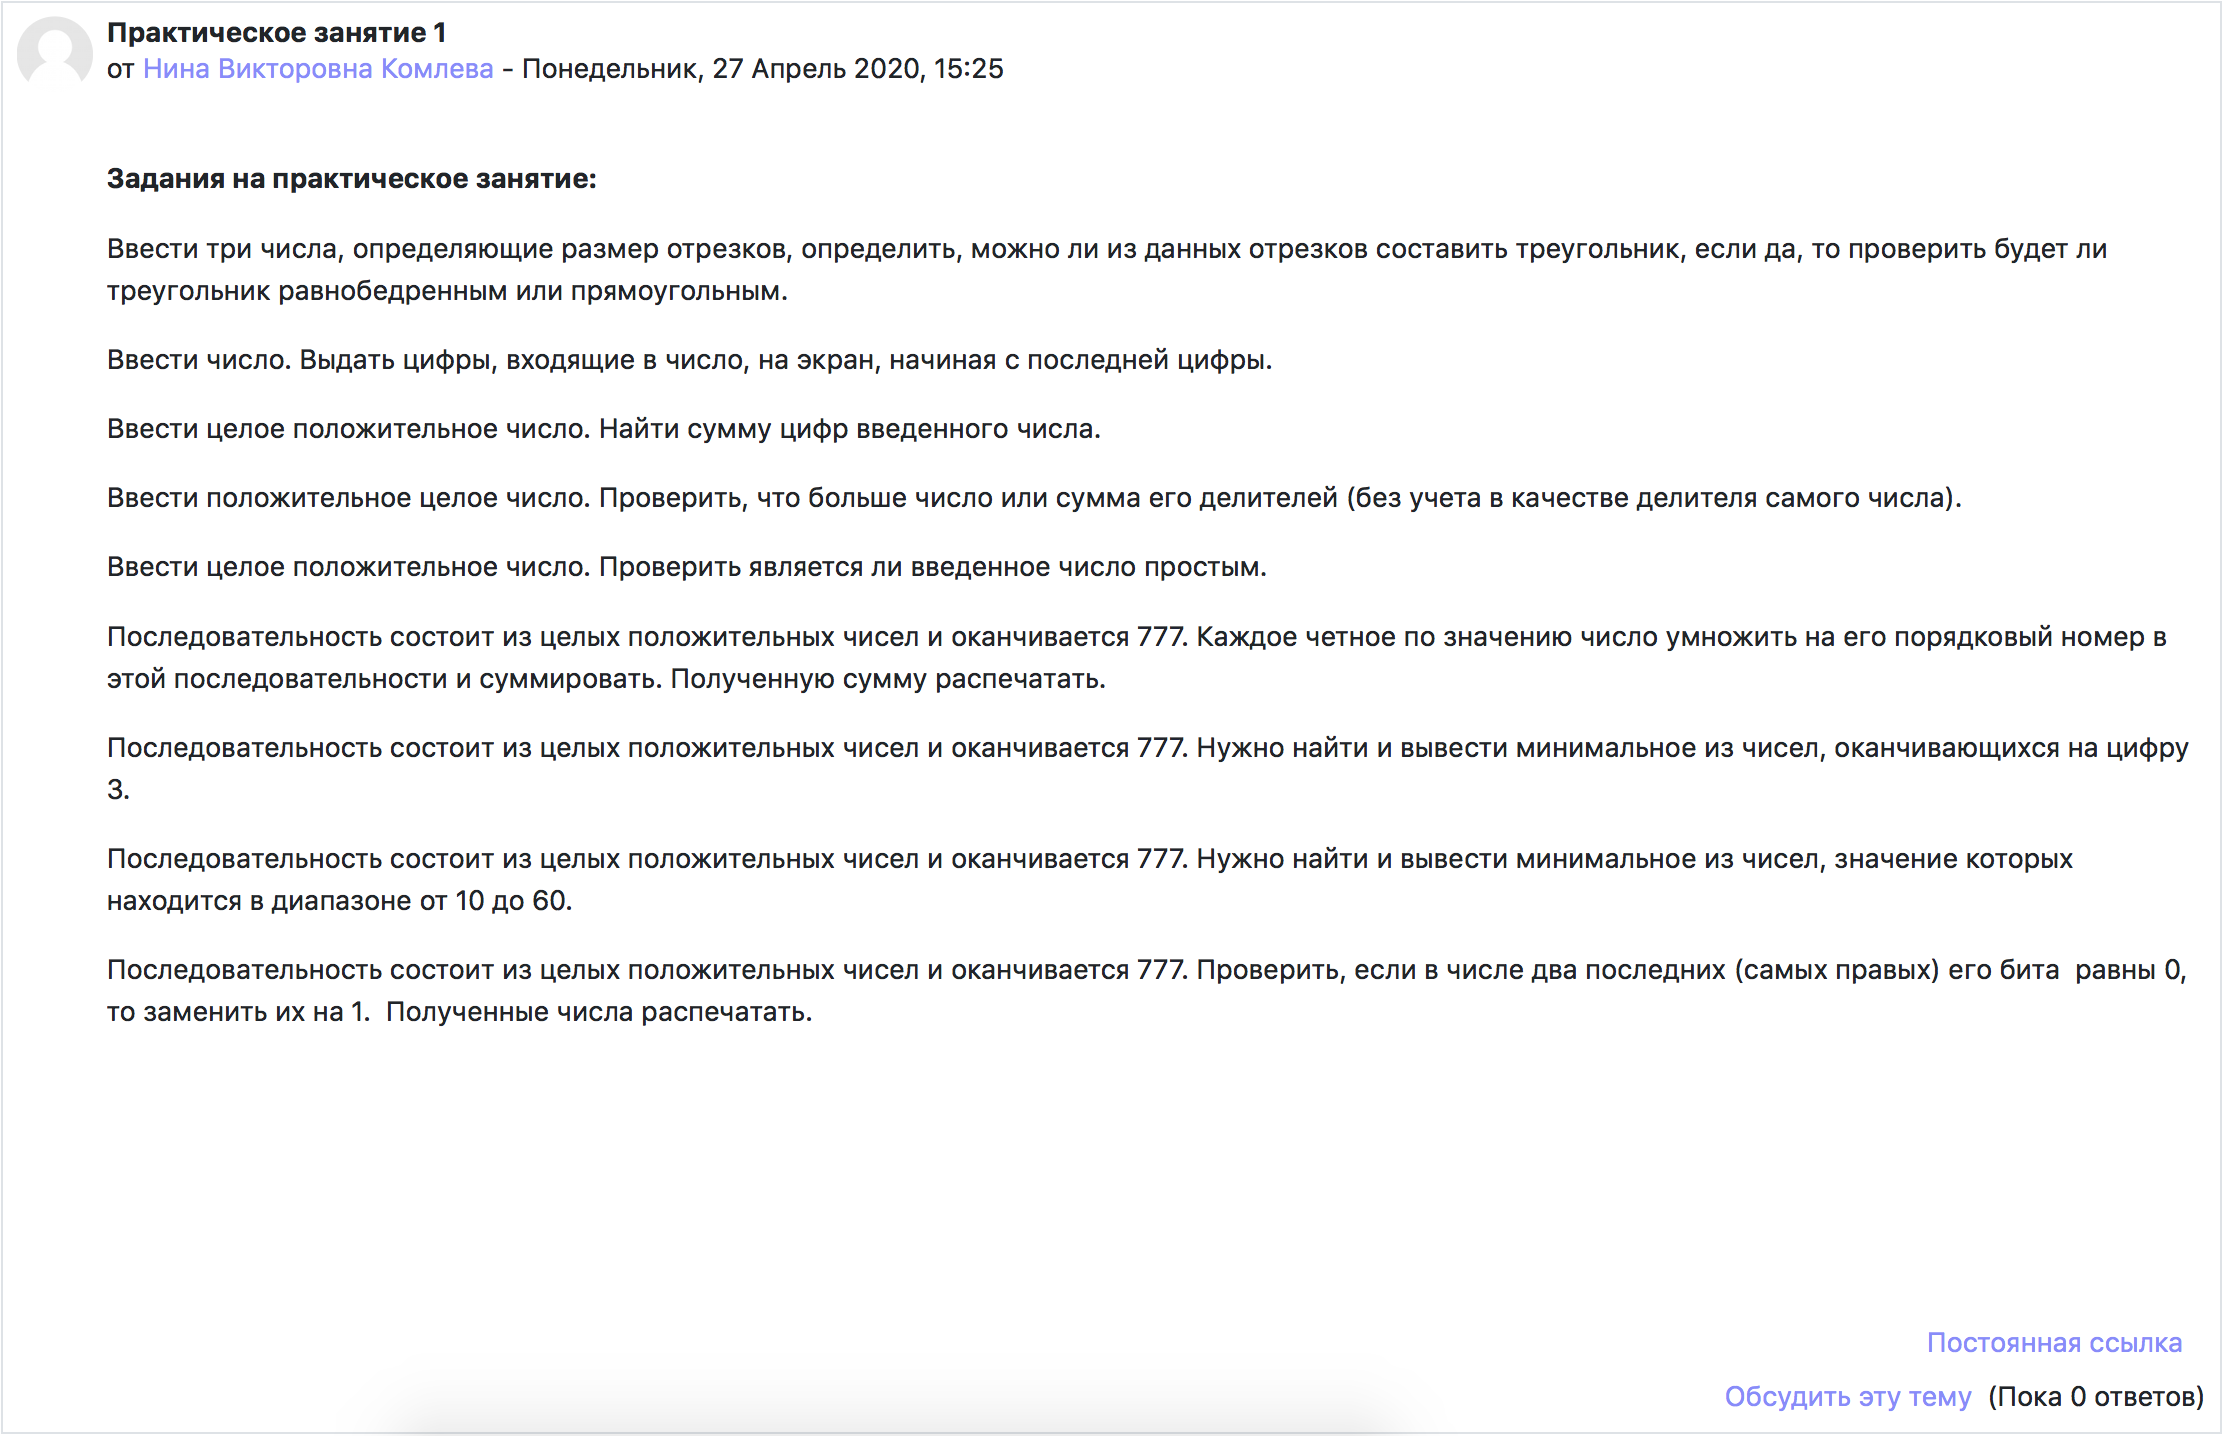 Практическое занятие 1
от Нина Викторовна Комлева - Понедельник, 27 Апрель 2020, 15:25
Задания на практическое занятие:
Ввести три числа, определяющие размер отрезков, определить, можно ли из данных отрезков составить треугольник, если да, то проверить будет ли
треугольник равнобедренным или прямоугольным.
Ввести число. Выдать цифры, входящие в число, на экран, начиная с последней цифры.
Ввести целое положительное число. Найти сумму цифр введенного числа.
Ввести положительное целое число. Проверить, что больше число или сумма его делителей (без учета в качестве делителя самого числа).
Ввести целое положительное число. Проверить является ли введенное число простым.
Последовательность состоит из целых положительных чисел и оканчивается 777. Каждое четное по значению число умножить на его порядковый номер в
этой последовательности и суммировать. Полученную сумму распечатать.
Последовательность состоит из целых положительных чисел и оканчивается 777. Нужно найти и вывести минимальное из чисел, оканчивающихся на цифру
3.
Последовательность состоит из целых положительных чисел и оканчивается 777. Нужно найти и вывести минимальное из чисел, значение которых
находится в диапазоне от 10 до 60.
Последовательность состоит из целых положительных чисел и оканчивается 777. Проверить, если в числе два последних (самых правых) его бита  равны 0,
то заменить их на 1.  Полученные числа распечатать.
Постоянная ссылка
Обсудить эту тему (Пока 0 ответов)